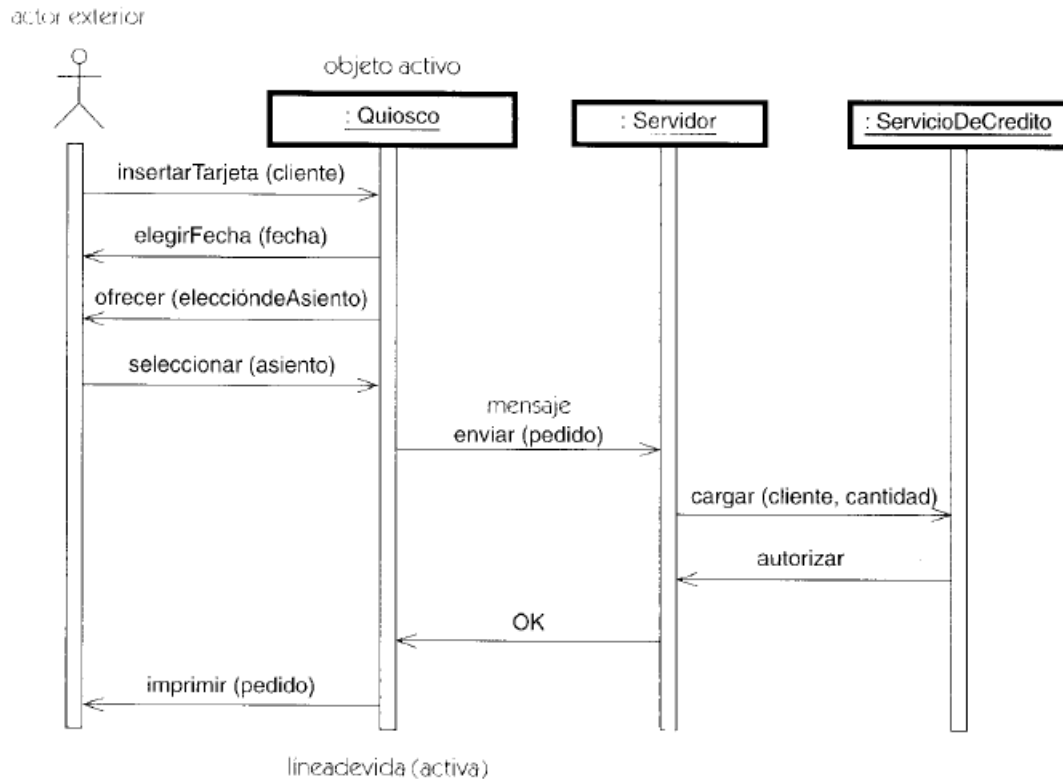 actor exterior
objeto activo
: Quiosco
: Servidor
: ServicioDeCredito
insertarTarjeta (cliente)
elegirFecha (fecha)
ofrecer (eleccióndeAsiento)
seleccionar (asiento)
mensaje
enviar (pedido)
cargar (cliente, cantidad)
autorizar
OK
imprimir (pedido)
líneadevida (activa)